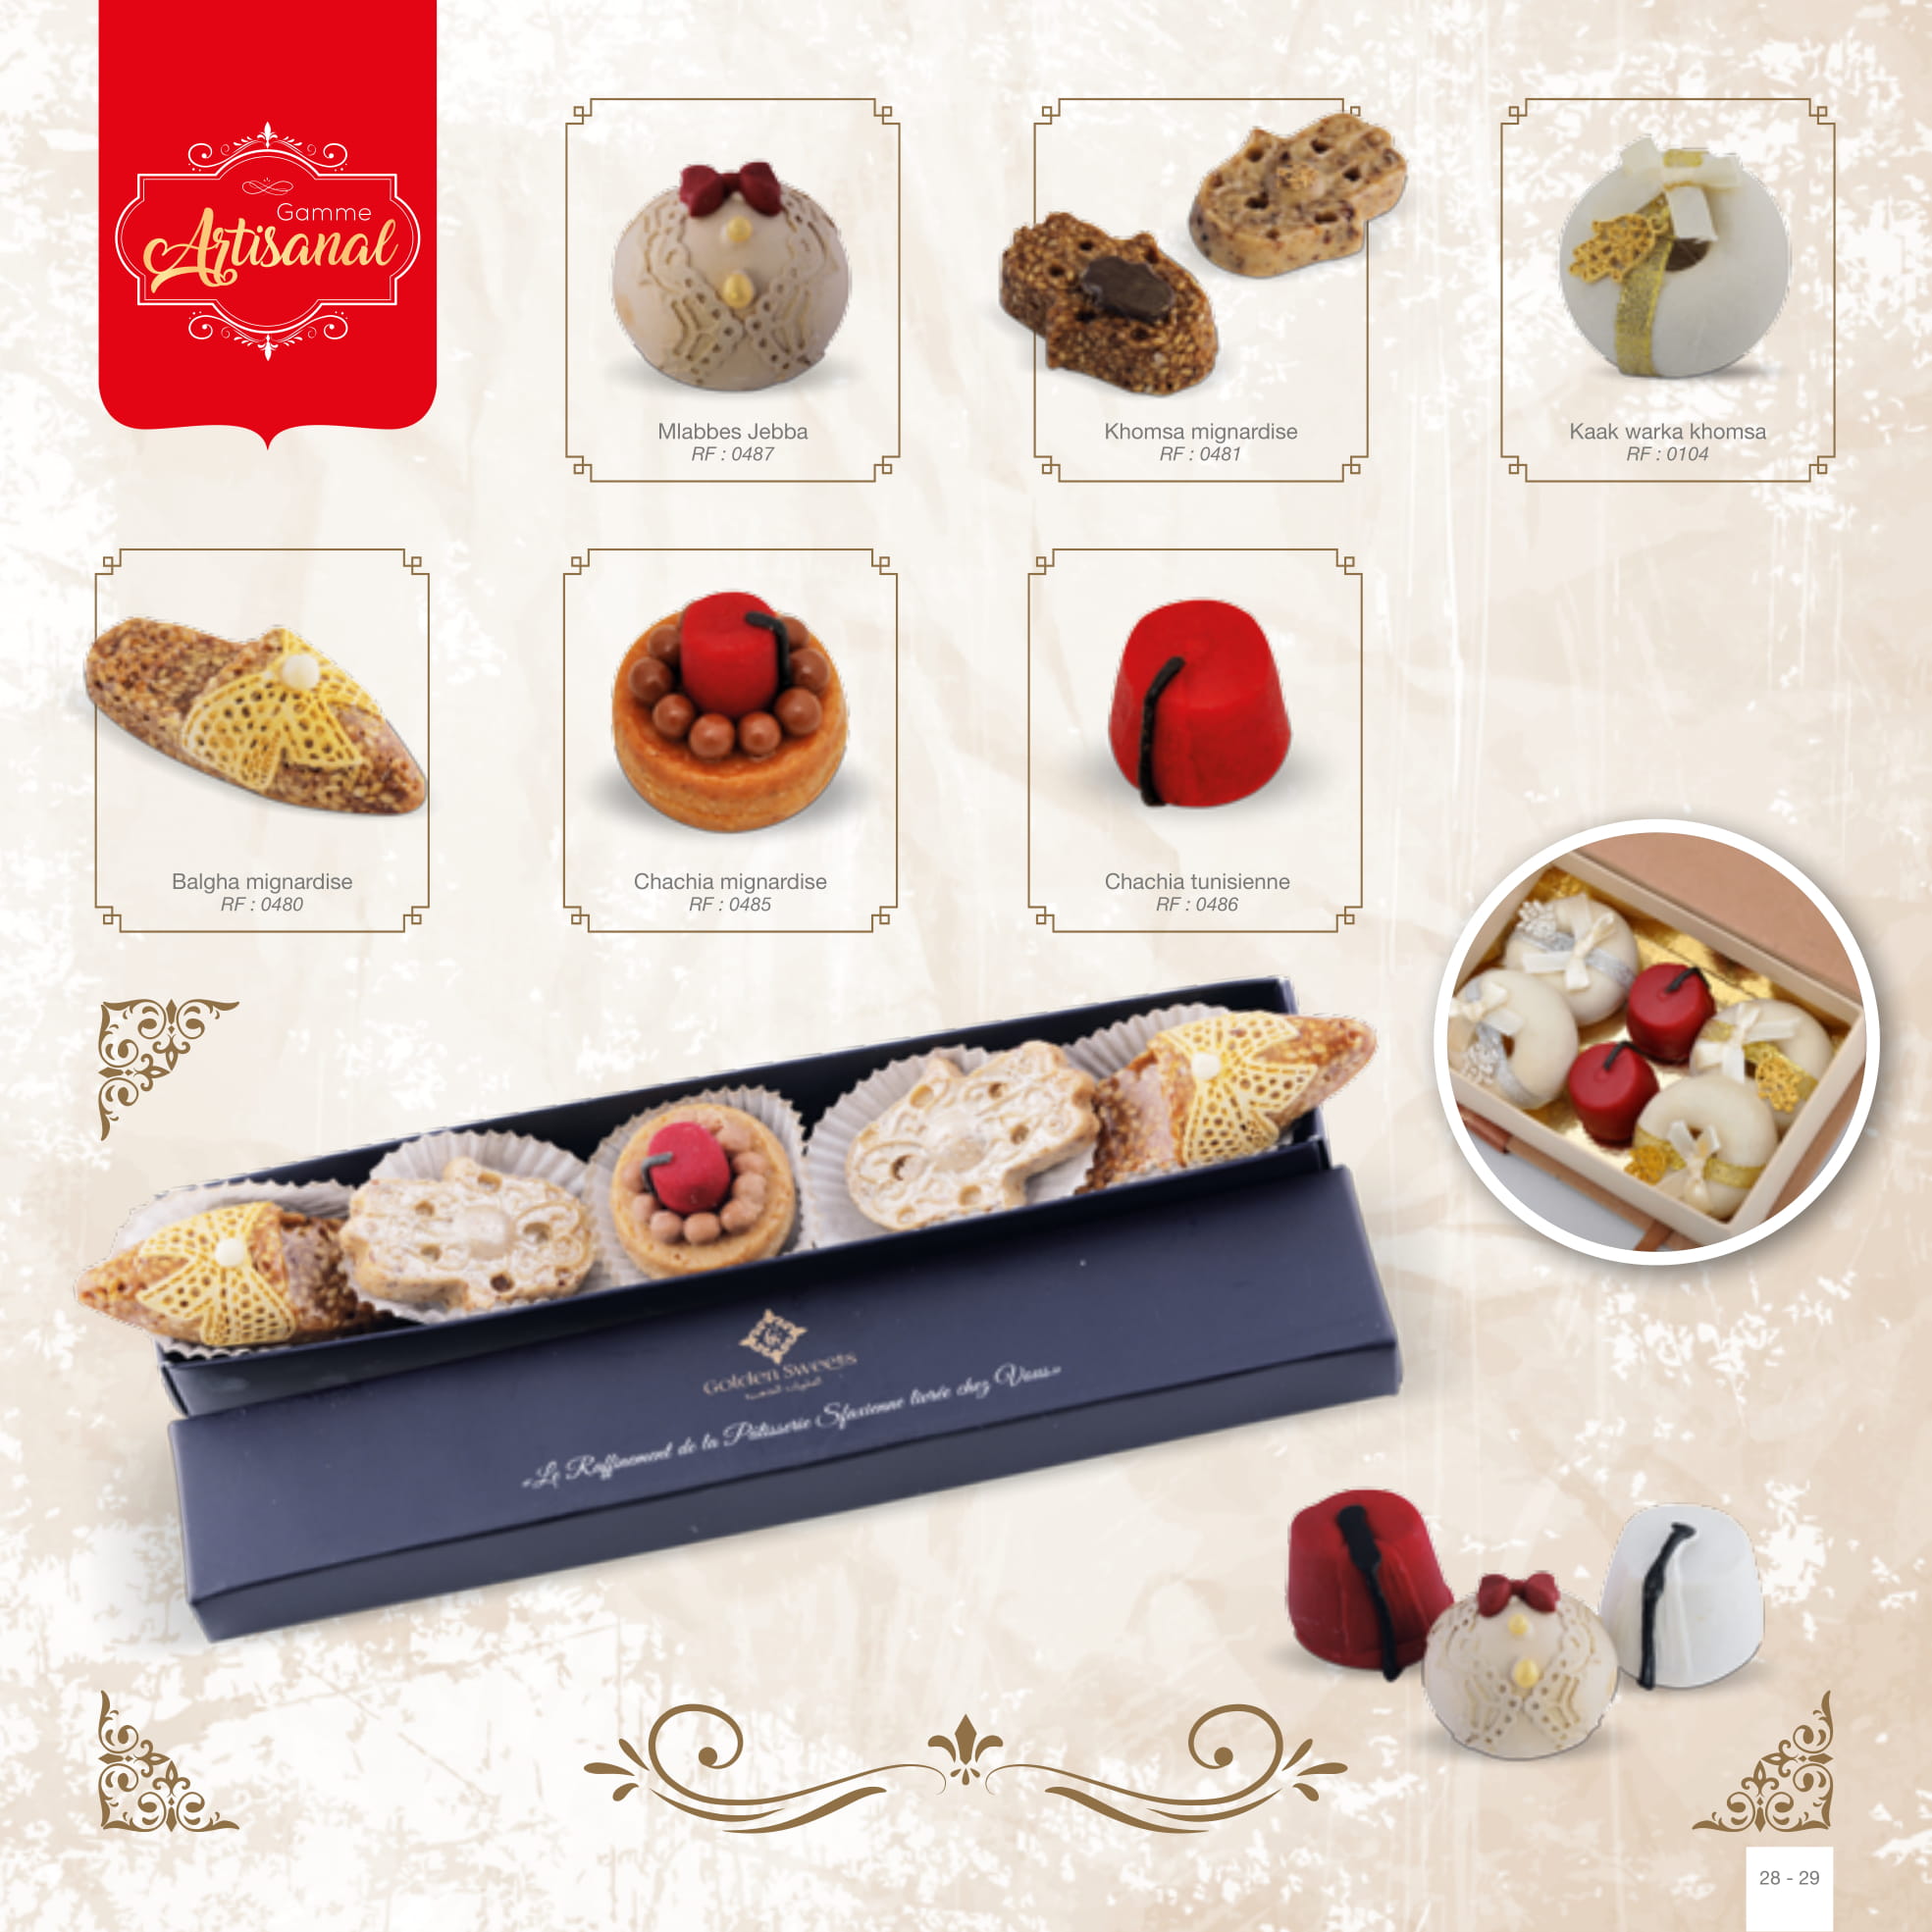 Gamme
Artisanal
Mlabbes Jebba
RF : 0487
Khomsa mignardise
RF : 0481
Kaak warka khomsa
RF : 0104
Balgha mignardise
RF : 0480
Chachia mignardise
RF : 0485
Chachia tunisienne
RF : 0486
Golden Sweets
«Le Raffinement de la Pâtisserie Sfaxienne livrée chez Vous»
28 - 29